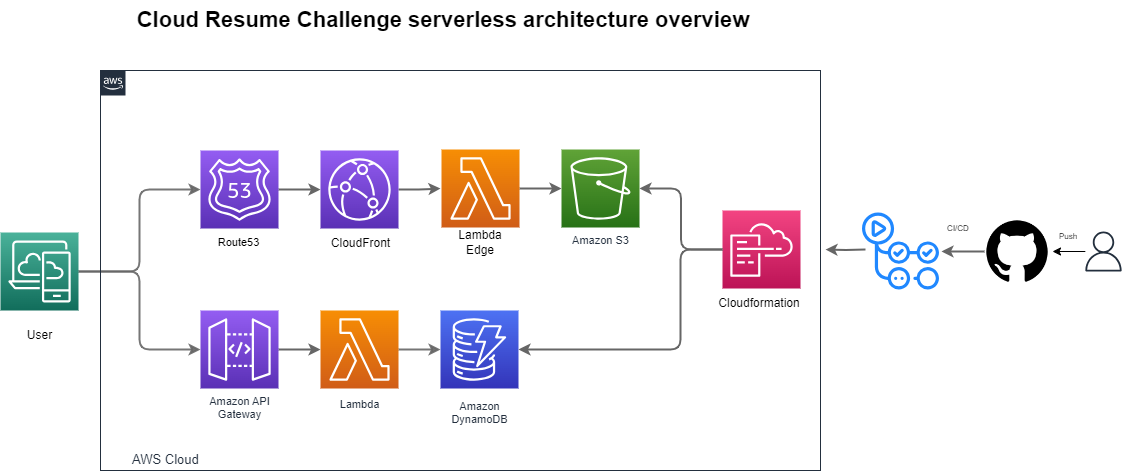 Cloud Resume Challenge serverless architecture overview
aws
53
Route53
CloudFront
Lambda
Edge
Amazon S3
User
Cloudformation
CI/CD
Push
</>
Amazon API
Gateway
Lambda
Amazon
DynamoDB
AWS Cloud